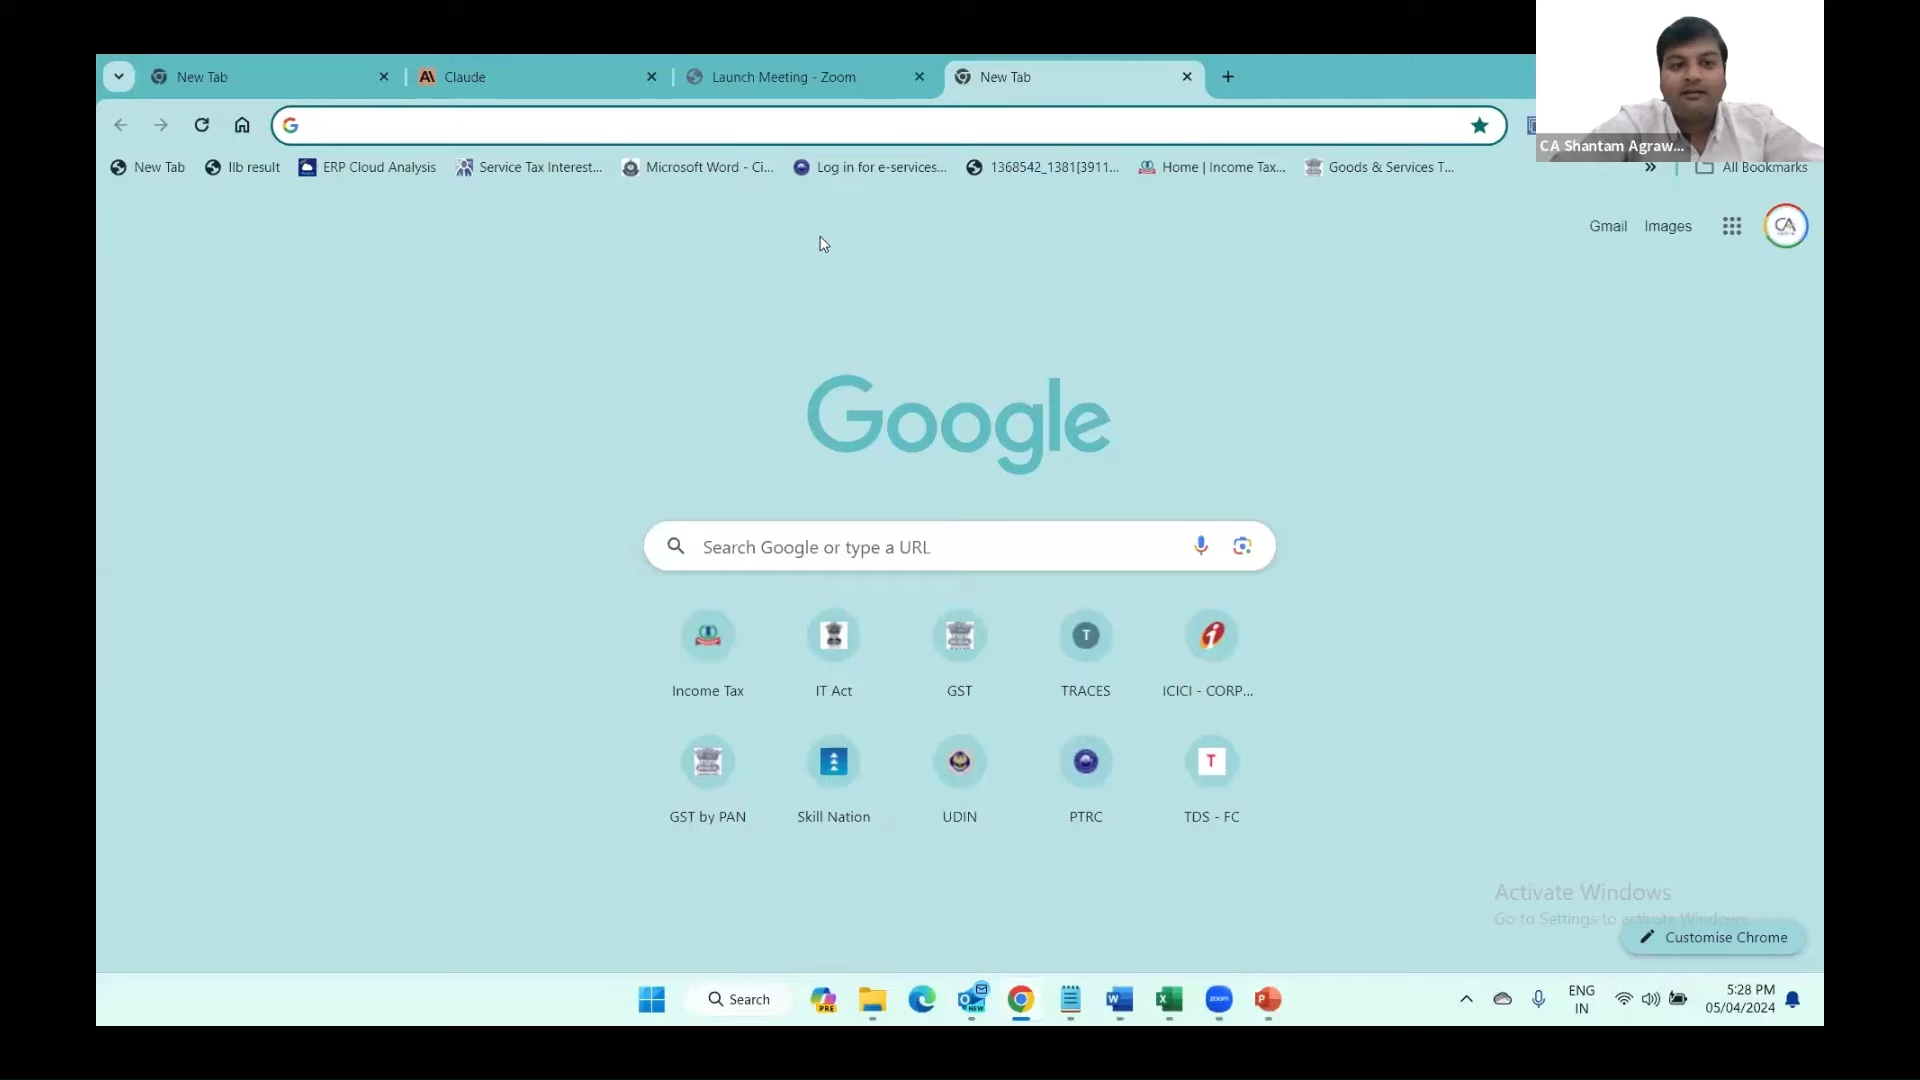 New Tab
Claude
Launch Meeting - Zoom
New Tab
CA Shantam Agraw...
New Tab
llb result
ERP Cloud Analysis
Service Tax Interest...
Microsoft Word - Ci...
Log in for e-services...
1368542_1381[3911...
Home | Income Tax...
Goods & Services T...
All Bookmarks
Gmail
Images
CA
Google
Search Google or type a URL
T
Income Tax
IT Act
GST
TRACES
ICICI - CORP...
T
GST by PAN
Skill Nation
UDIN
PTRC
TDS - FC
Activate Windows
Go to Settings to activate Windows.
Customise Chrome
Search
PRE
NEW
zoom
ENG
IN
5:28 PM
05/04/2024